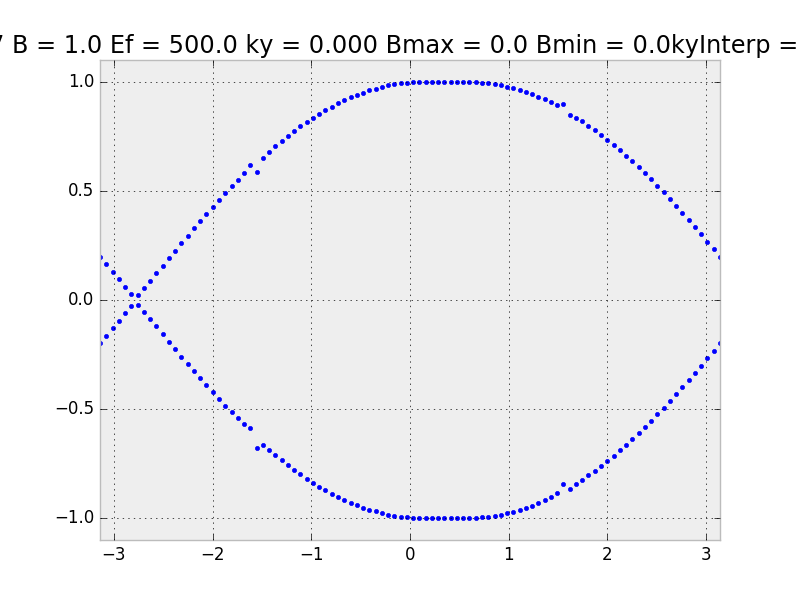 B = 1.0 Ef = 500.0 ky = 0.000 Bmax = 0.0 Bmin = 0.0kyInterp =
1.0
0.5
0.0
−0.5
−1.0
−3 −2 −1 0 1 2 3